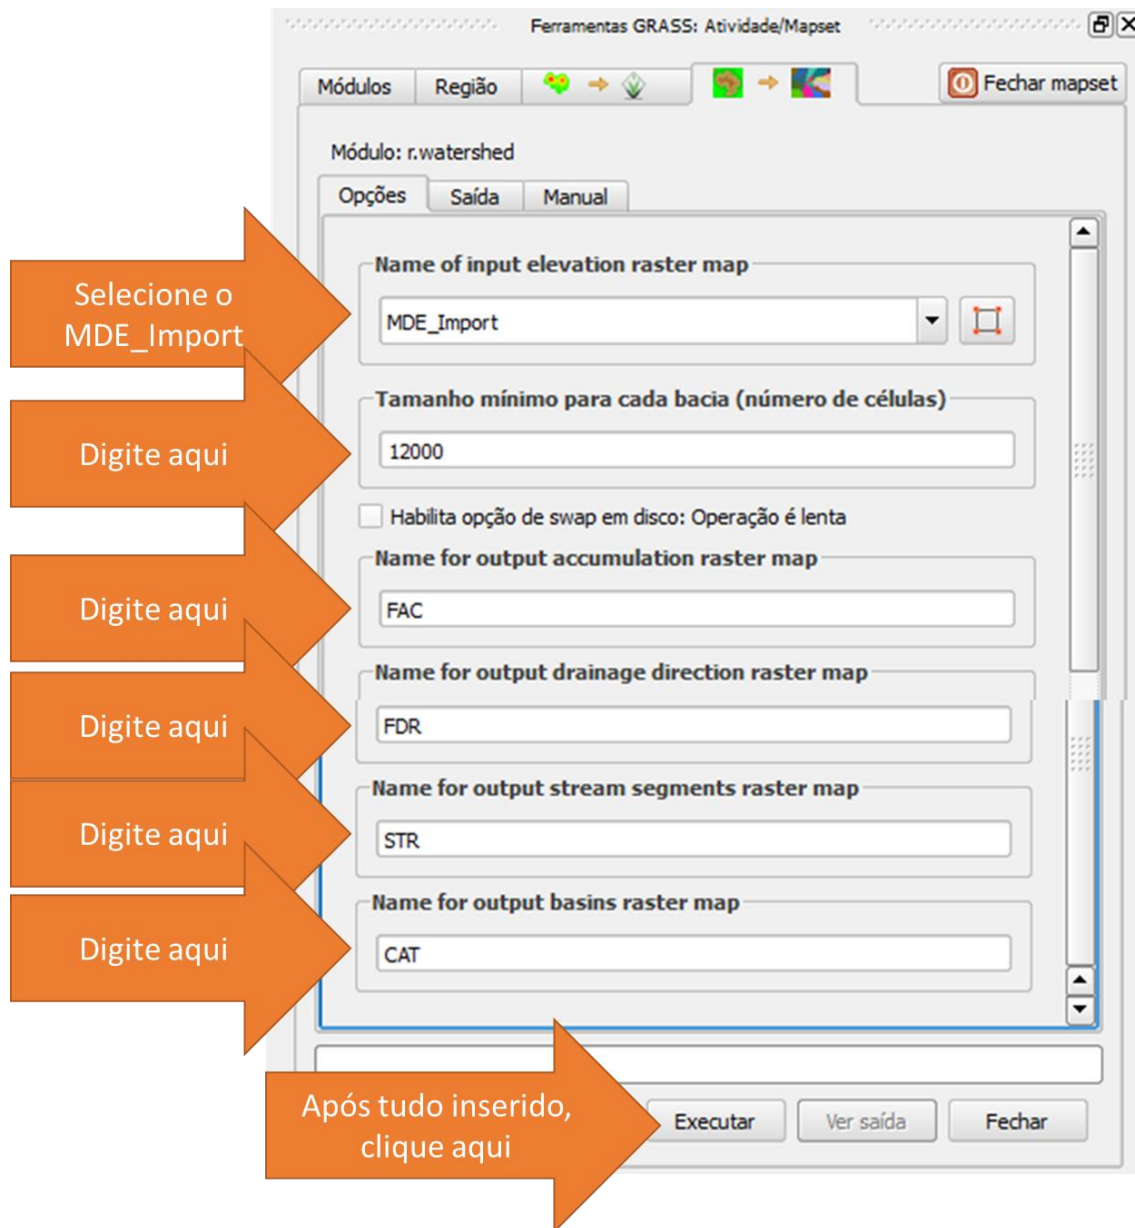 Ferramentas GRASS: Atividade/Mapset
Módulos
Região
Fechar mapset
Módulo: r.watershed
Opções
Saída
Manual
Name of input elevation raster map
Selecione o
MDE_Import
MDE_Import
Tamanho mínimo para cada bacia (número de células)
Digite aqui
12000
Habilita opção de swap em disco: Operação é lenta
Name for output accumulation raster map
Digite aqui
FAC
Name for output drainage direction raster map
Digite aqui
FDR
Name for output stream segments raster map
Digite aqui
STR
Name for output basins raster map
Digite aqui
CAT
Após tudo inserido,
clique aqui
Executar
Ver saída
Fechar